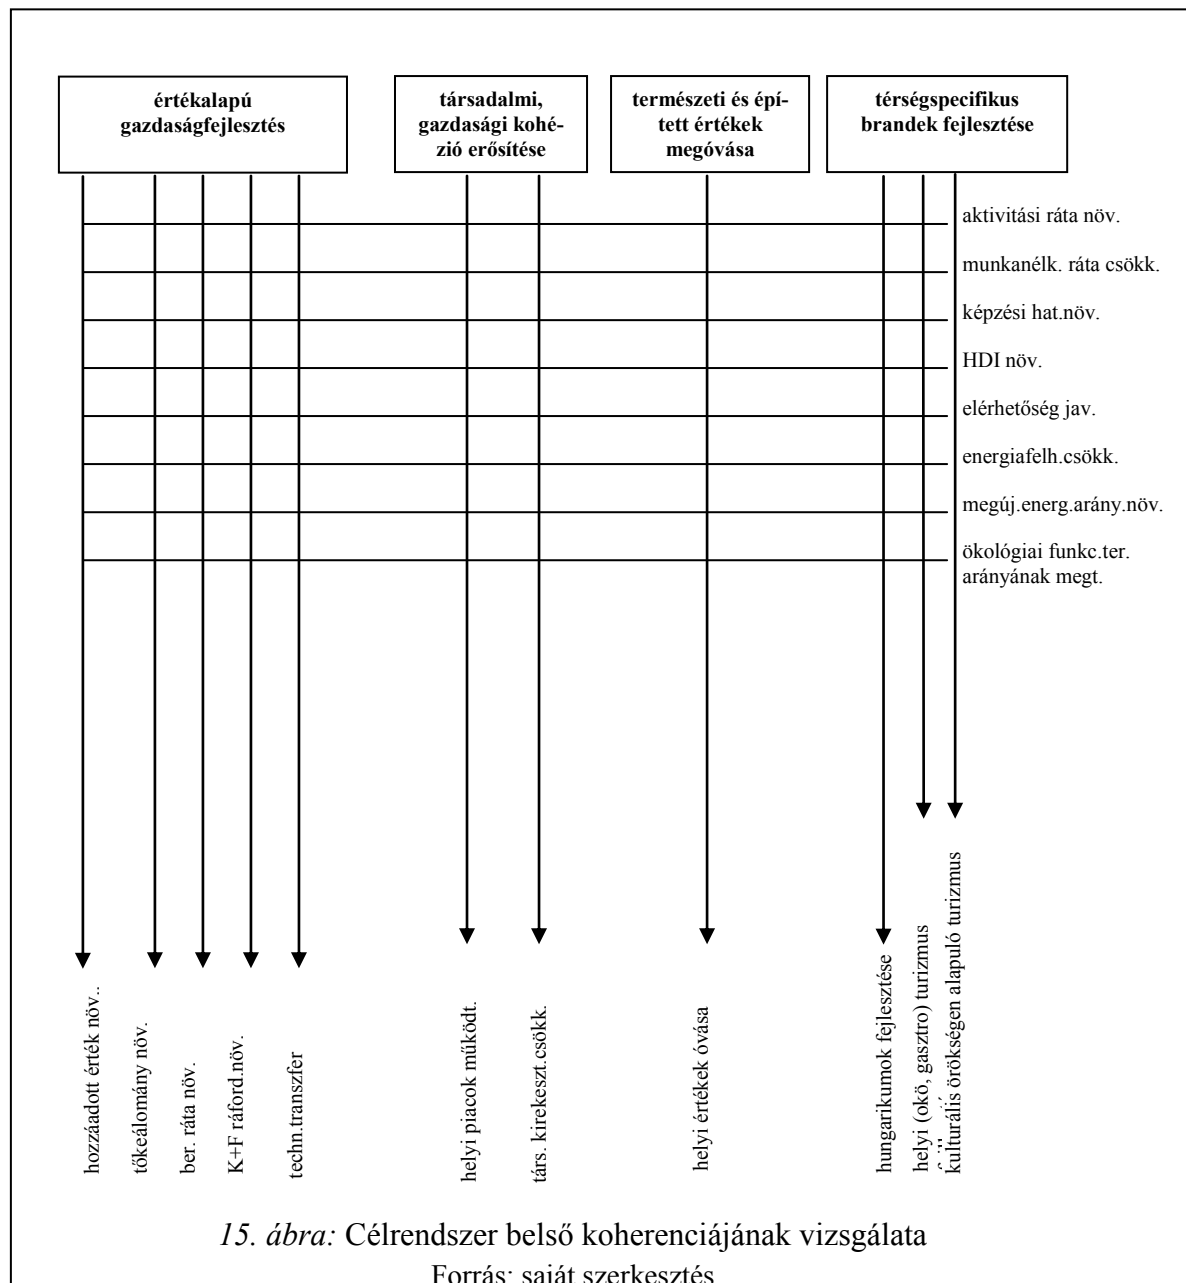 értékalapú
gazdaságfejlesztés
társadalmi,
gazdasági kohé-
zió erősítése
természeti és épí-
tett értékek
megóvása
térségspecifikus
brandek fejlesztése
aktivitási ráta növ.
munkanélk. ráta csökk.
képzési hat.növ.
HDI növ.
elérhetőség jav.
energiafelh.csökk.
megúj.energ.arány.növ.
ökológiai funkc.ter.
arányának megt.
hozzáadott érték növ..
tőkeálomány növ.
ber. ráta növ.
K+F ráford.növ.
techn.transzfer
helyi piacok működt.
társ. kirekeszt.csökk.
helyi értékek óvása
hungarikumok fejlesztése
helyi (okö, gasztro) turizmus
kulturális örökségen alapuló turizmus
15. ábra: Célrendszer belső koherenciájának vizsgálata
Forrás: saját szerkesztés